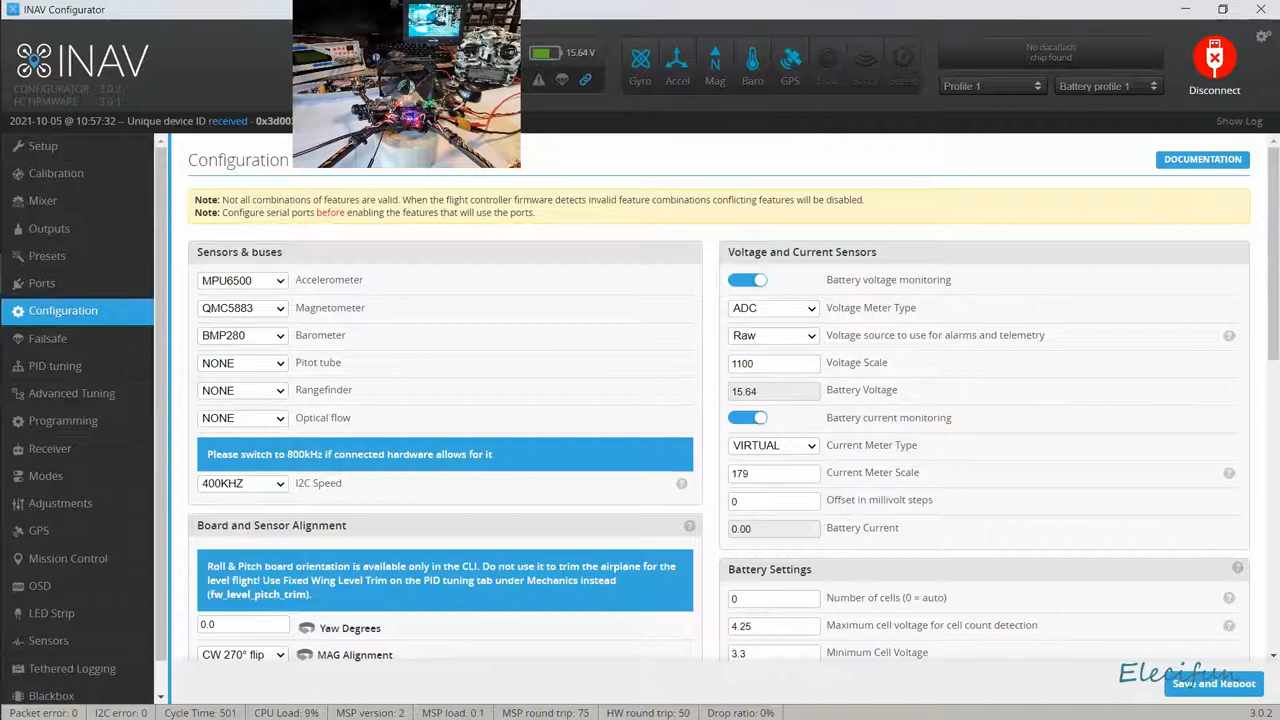 INAV Configurator
INAV
CONFIGURATOR 3.0.2
FC FIRMWARE 3.0.1
15.64 V
Gyro
Accel
Mag
Baro
GPS
No dataflash
chip found
Profile 1
Battery profile 1
Disconnect
2021-10-05 @ 10:57:32 -- Unique device ID received - 0x3d00
Show Log
Setup
Calibration
Mixer
Outputs
Presets
Ports
Configuration
Failsafe
PID tuning
Advanced Tuning
Programming
Receiver
Modes
Adjustments
GPS
Mission Control
OSD
LED Strip
Sensors
Tethered Logging
Blackbox
Configuration
DOCUMENTATION
Note: Not all combinations of features are valid. When the flight controller firmware detects invalid feature combinations conflicting features will be disabled.
Note: Configure serial ports before enabling the features that will use the ports.
Sensors & buses
MPU6500 Accelerometer
QMC5883 Magnetometer
BMP280 Barometer
NONE Pitot tube
NONE Rangefinder
NONE Optical flow
Please switch to 800kHz if connected hardware allows for it
400KHZ I2C Speed
Board and Sensor Alignment
Roll & Pitch board orientation is available only in the CLI. Do not use it to trim the airplane for the
level flight! Use Fixed Wing Level Trim on the PID tuning tab under Mechanics instead
(fw_level_pitch_trim).
0.0 Yaw Degrees
CW 270° flip MAG Alignment
Voltage and Current Sensors
Battery voltage monitoring
ADC Voltage Meter Type
Raw Voltage source to use for alarms and telemetry
1100 Voltage Scale
15.64 Battery Voltage
Battery current monitoring
VIRTUAL Current Meter Type
179 Current Meter Scale
0 Offset in millivolt steps
0.00 Battery Current
Battery Settings
0 Number of cells (0 = auto)
4.25 Maximum cell voltage for cell count detection
3.3 Minimum Cell Voltage
Elecifun
Save and Reboot
Packet error: 0 I2C error: 0 Cycle Time: 501 CPU Load: 9% MSP version: 2 MSP load: 0.1 MSP round trip: 75 HW round trip: 50 Drop ratio: 0% 3.0.2